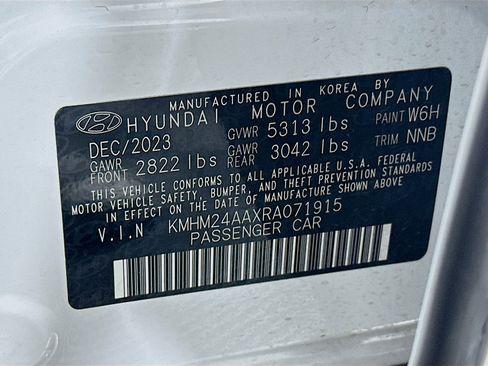 MANUFACTURED IN KOREA BY
HYUNDAI MOTOR COMPANY
DEC/2023 GVWR 5313 lbs PAINT W6H
GAWR FRONT 2822 lbs GAWR REAR 3042 lbs TRIM NNB
THIS VEHICLE CONFORMS TO ALL APPLICABLE U.S.A. FEDERAL
MOTOR VEHICLE SAFETY, BUMPER, AND THEFT PREVENTION STANDARDS
IN EFFECT ON THE DATE OF MANUFACTURE SHOWN ABOVE.
V.I.N KMHM24AAXRA071915
PASSENGER CAR